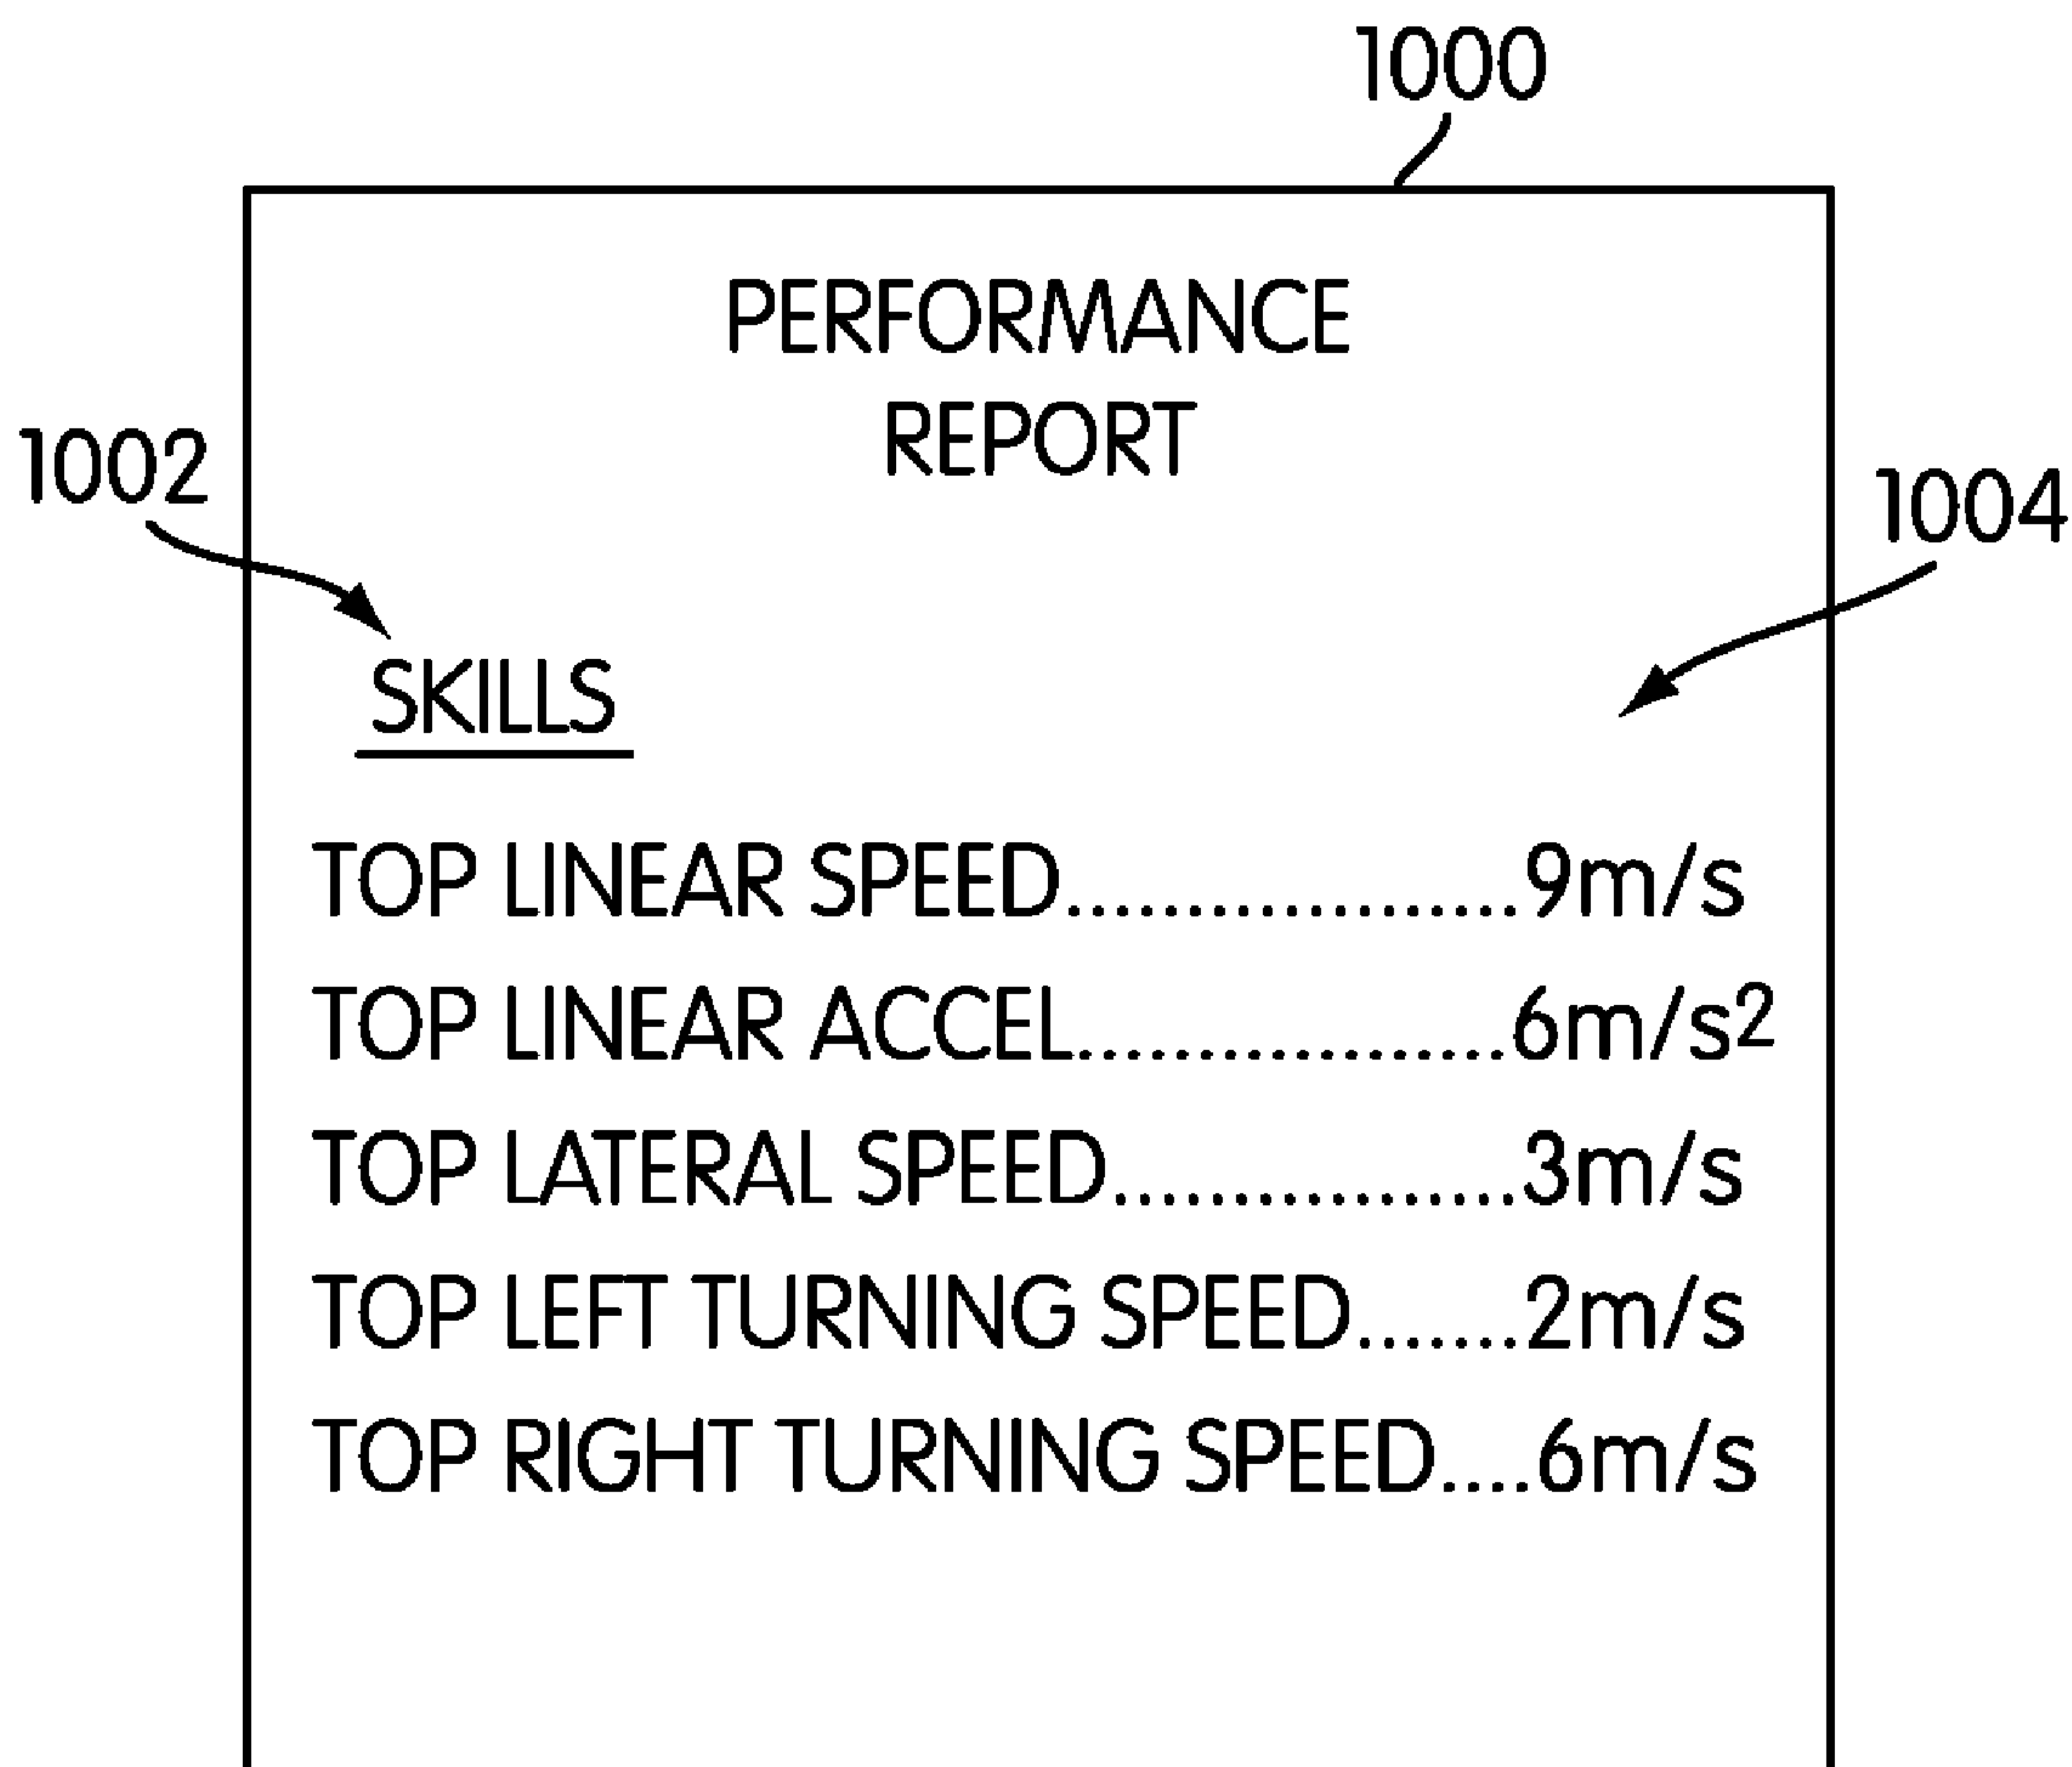 1000
PERFORMANCE
REPORT
1002
1004
SKILLS
TOP LINEAR SPEED...................9m/s
TOP LINEAR ACCEL..................6m/s2
TOP LATERAL SPEED.................3m/s
TOP LEFT TURNING SPEED.......2m/s
TOP RIGHT TURNING SPEED....6m/s